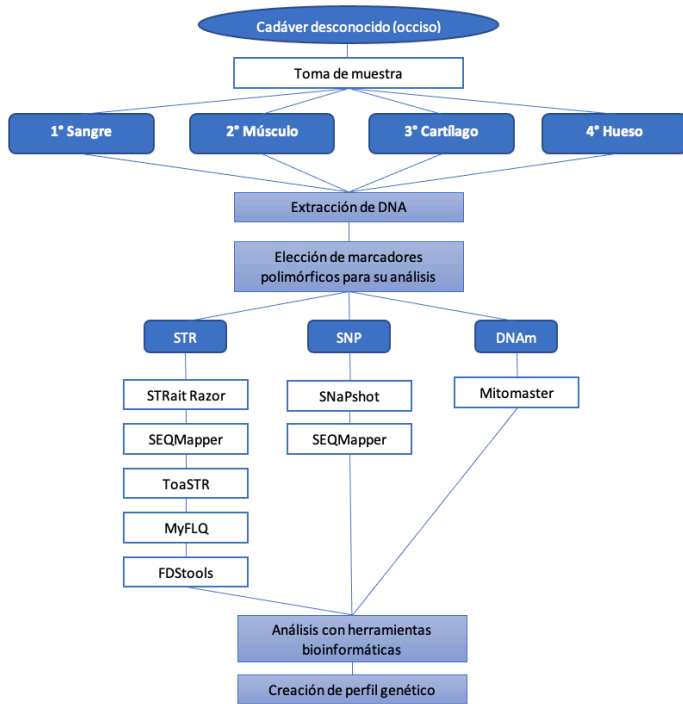 Cadáver desconocido (occiso)
Toma de muestra
1° Sangre
2° Músculo
3° Cartílago
4° Hueso
Extracción de DNA
Elección de marcadores
polimórficos para su análisis
STR
SNP
DNAm
STRait Razor
SNaPshot
Mitomaster
SEQMapper
SEQMapper
ToaSTR
MyFLQ
FDStools
Análisis con herramientas
bioinformáticas
Creación de perfil genético